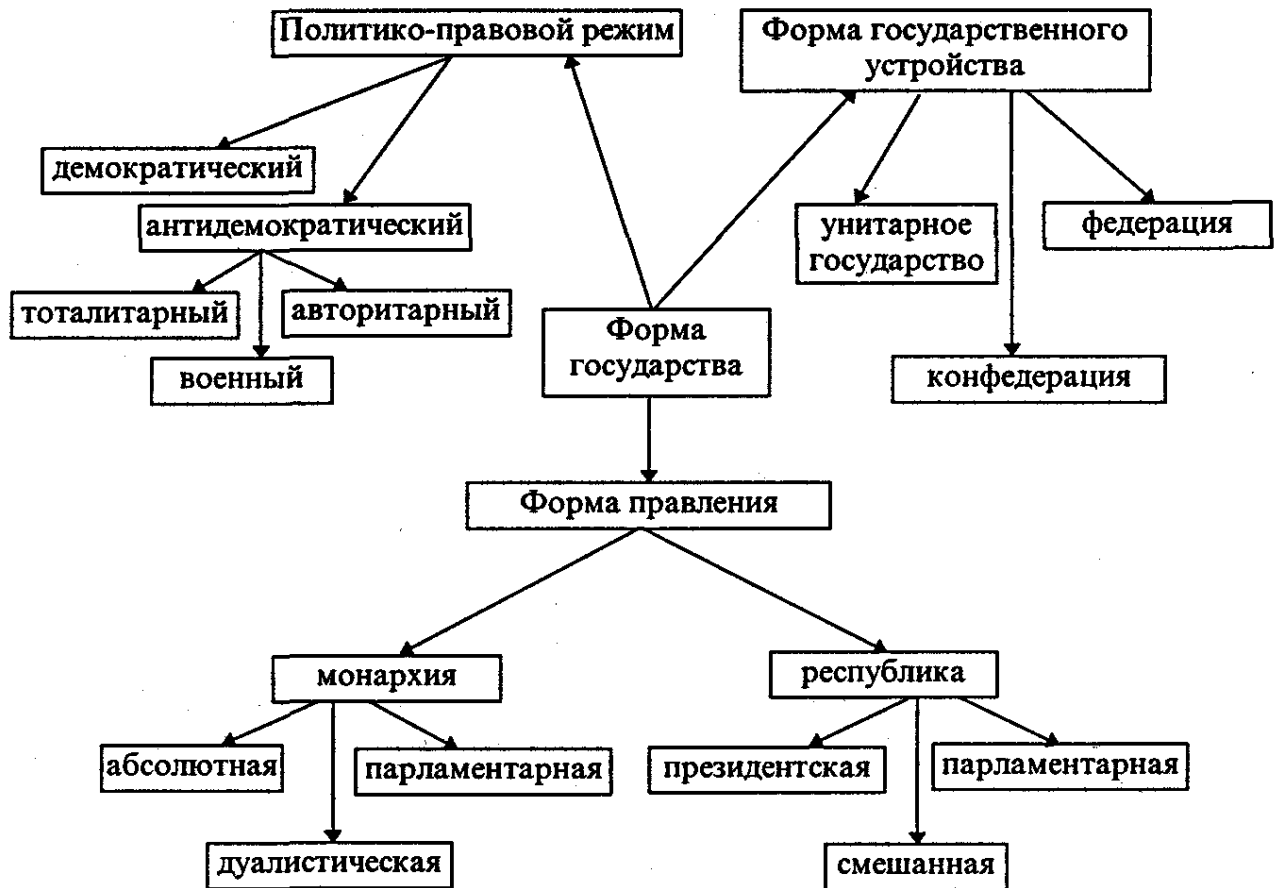 Политико-правовой режим
Форма государственного
устройства
демократический
антидемократический
тоталитарный
авторитарный
военный
унитарное
государство
федерация
конфедерация
Форма
государства
Форма правления
монархия
республика
абсолютная
парламентарная
президентская
парламентарная
дуалистическая
смешанная